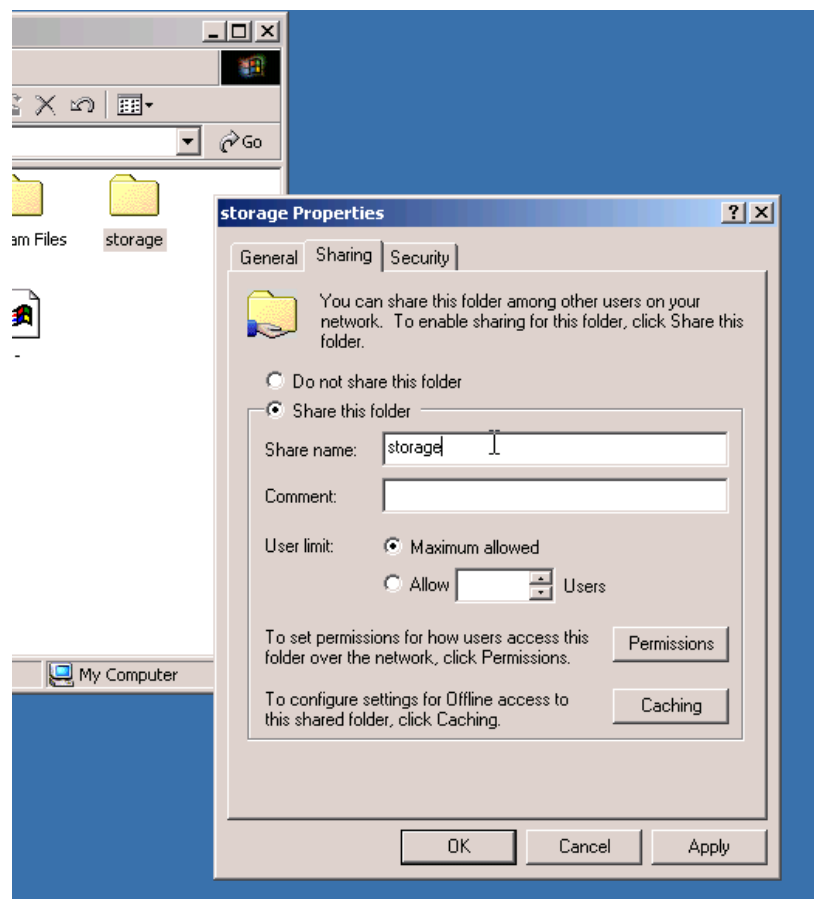 Go
am Files
storage
-
My Computer
storage Properties
General
Sharing
Security
You can share this folder among other users on your
network. To enable sharing for this folder, click Share this
folder.
Do not share this folder
Share this folder
Share name:
storage
Comment:
User limit:
Maximum allowed
Allow
Users
To set permissions for how users access this
folder over the network, click Permissions.
Permissions
To configure settings for Offline access to
this shared folder, click Caching.
Caching
OK
Cancel
Apply